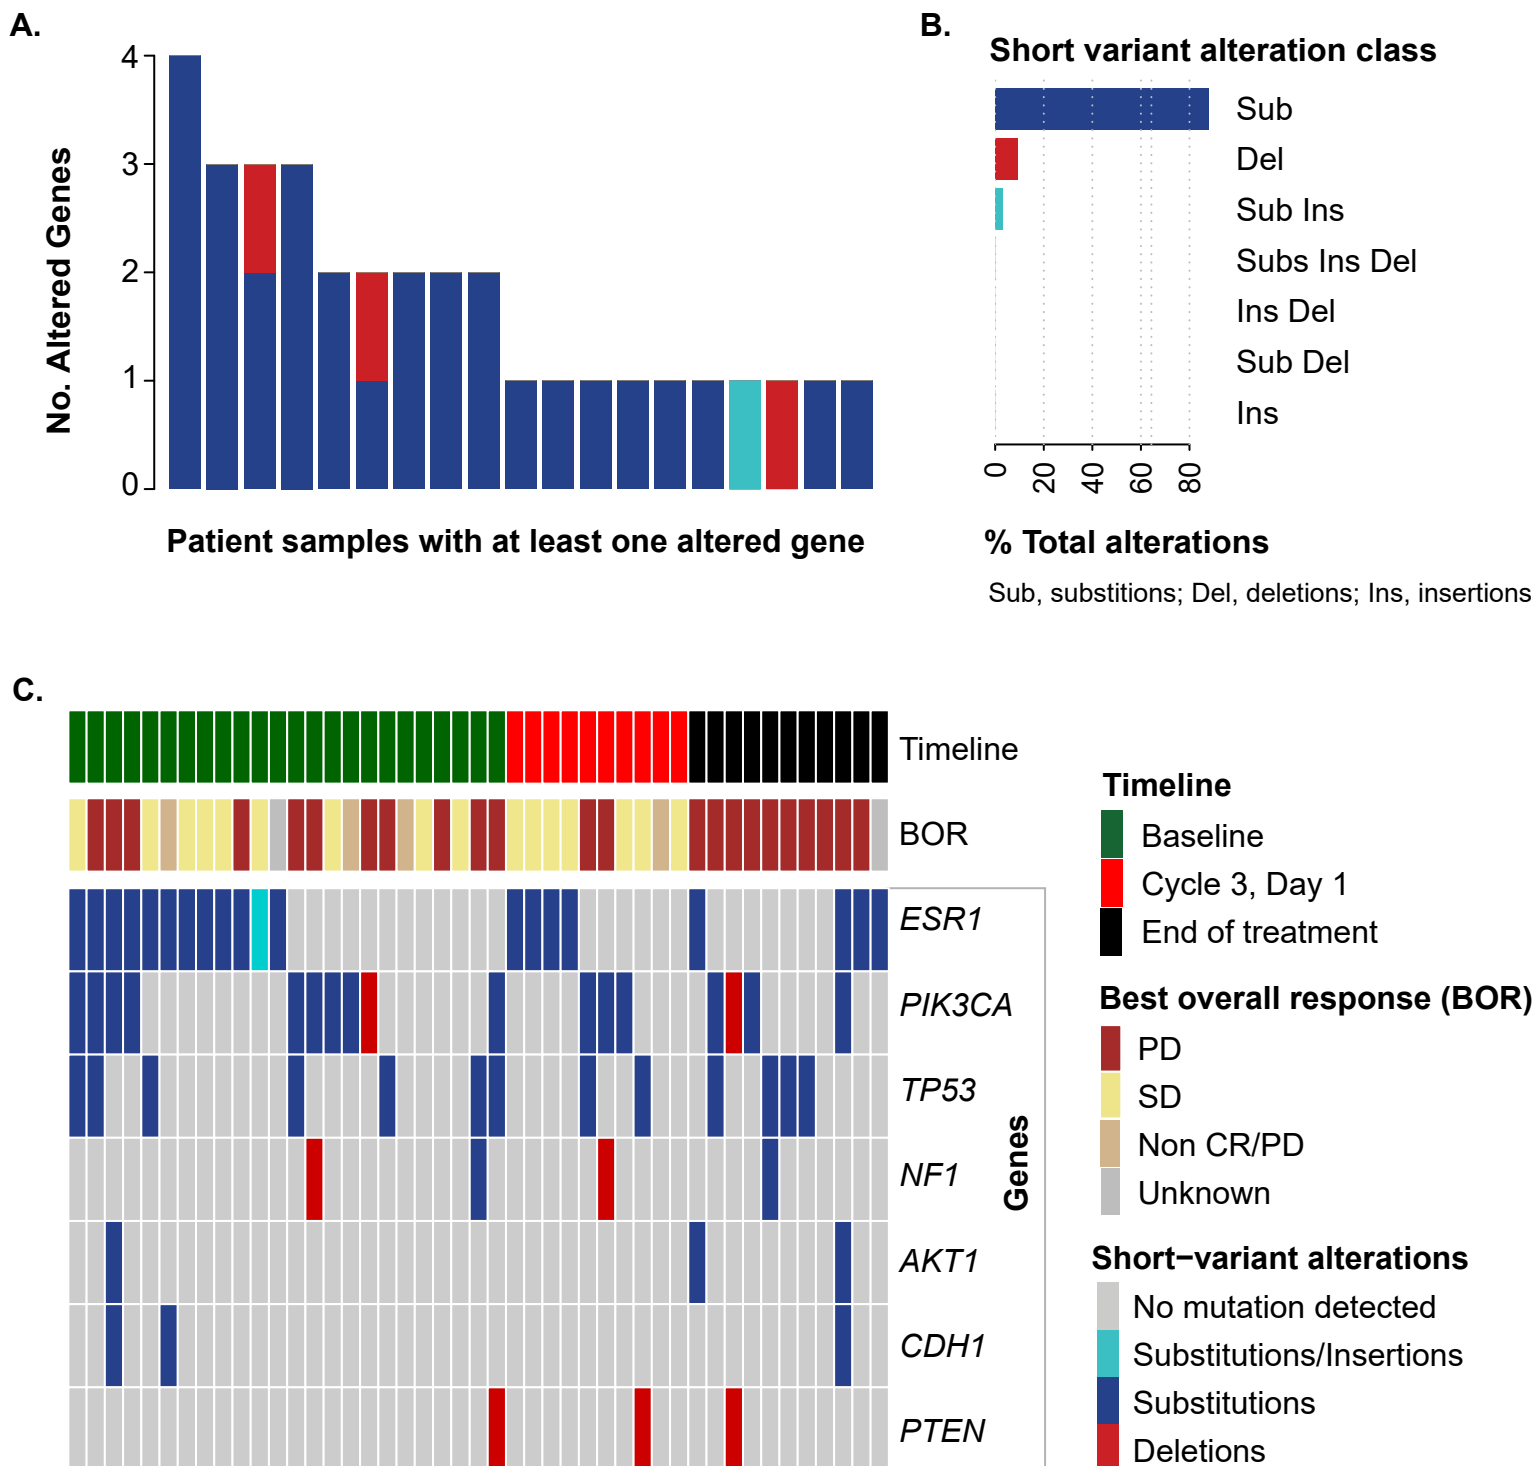 A.
No. Altered Genes
4
3
2
1
0
Patient samples with at least one altered gene
B.
Short variant alteration class
Sub
Del
Sub Ins
Subs Ins Del
Ins Del
Sub Del
Ins
0
20
40
60
80
% Total alterations
Sub, substitions; Del, deletions; Ins, insertions
C.
Timeline
BOR
ESR1
PIK3CA
TP53
NF1
AKT1
CDH1
PTEN
Genes
Timeline
Baseline
Cycle 3, Day 1
End of treatment
Best overall response (BOR)
PD
SD
Non CR/PD
Unknown
Short−variant alterations
No mutation detected
Substitutions/Insertions
Substitutions
Deletions